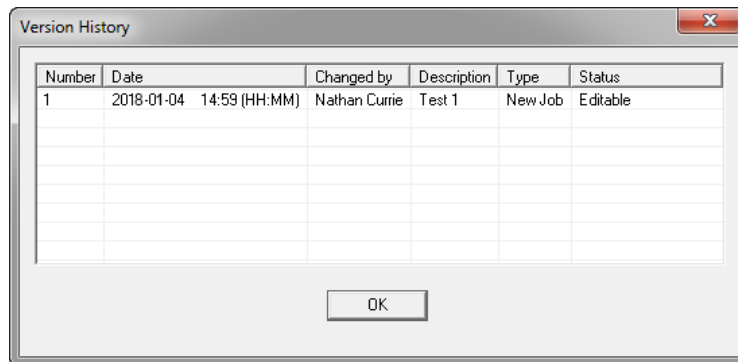 Version History
Number Date Changed by Description Type Status
1 2018-01-04 14:59 (HH:MM) Nathan Currie Test 1 New Job Editable
OK